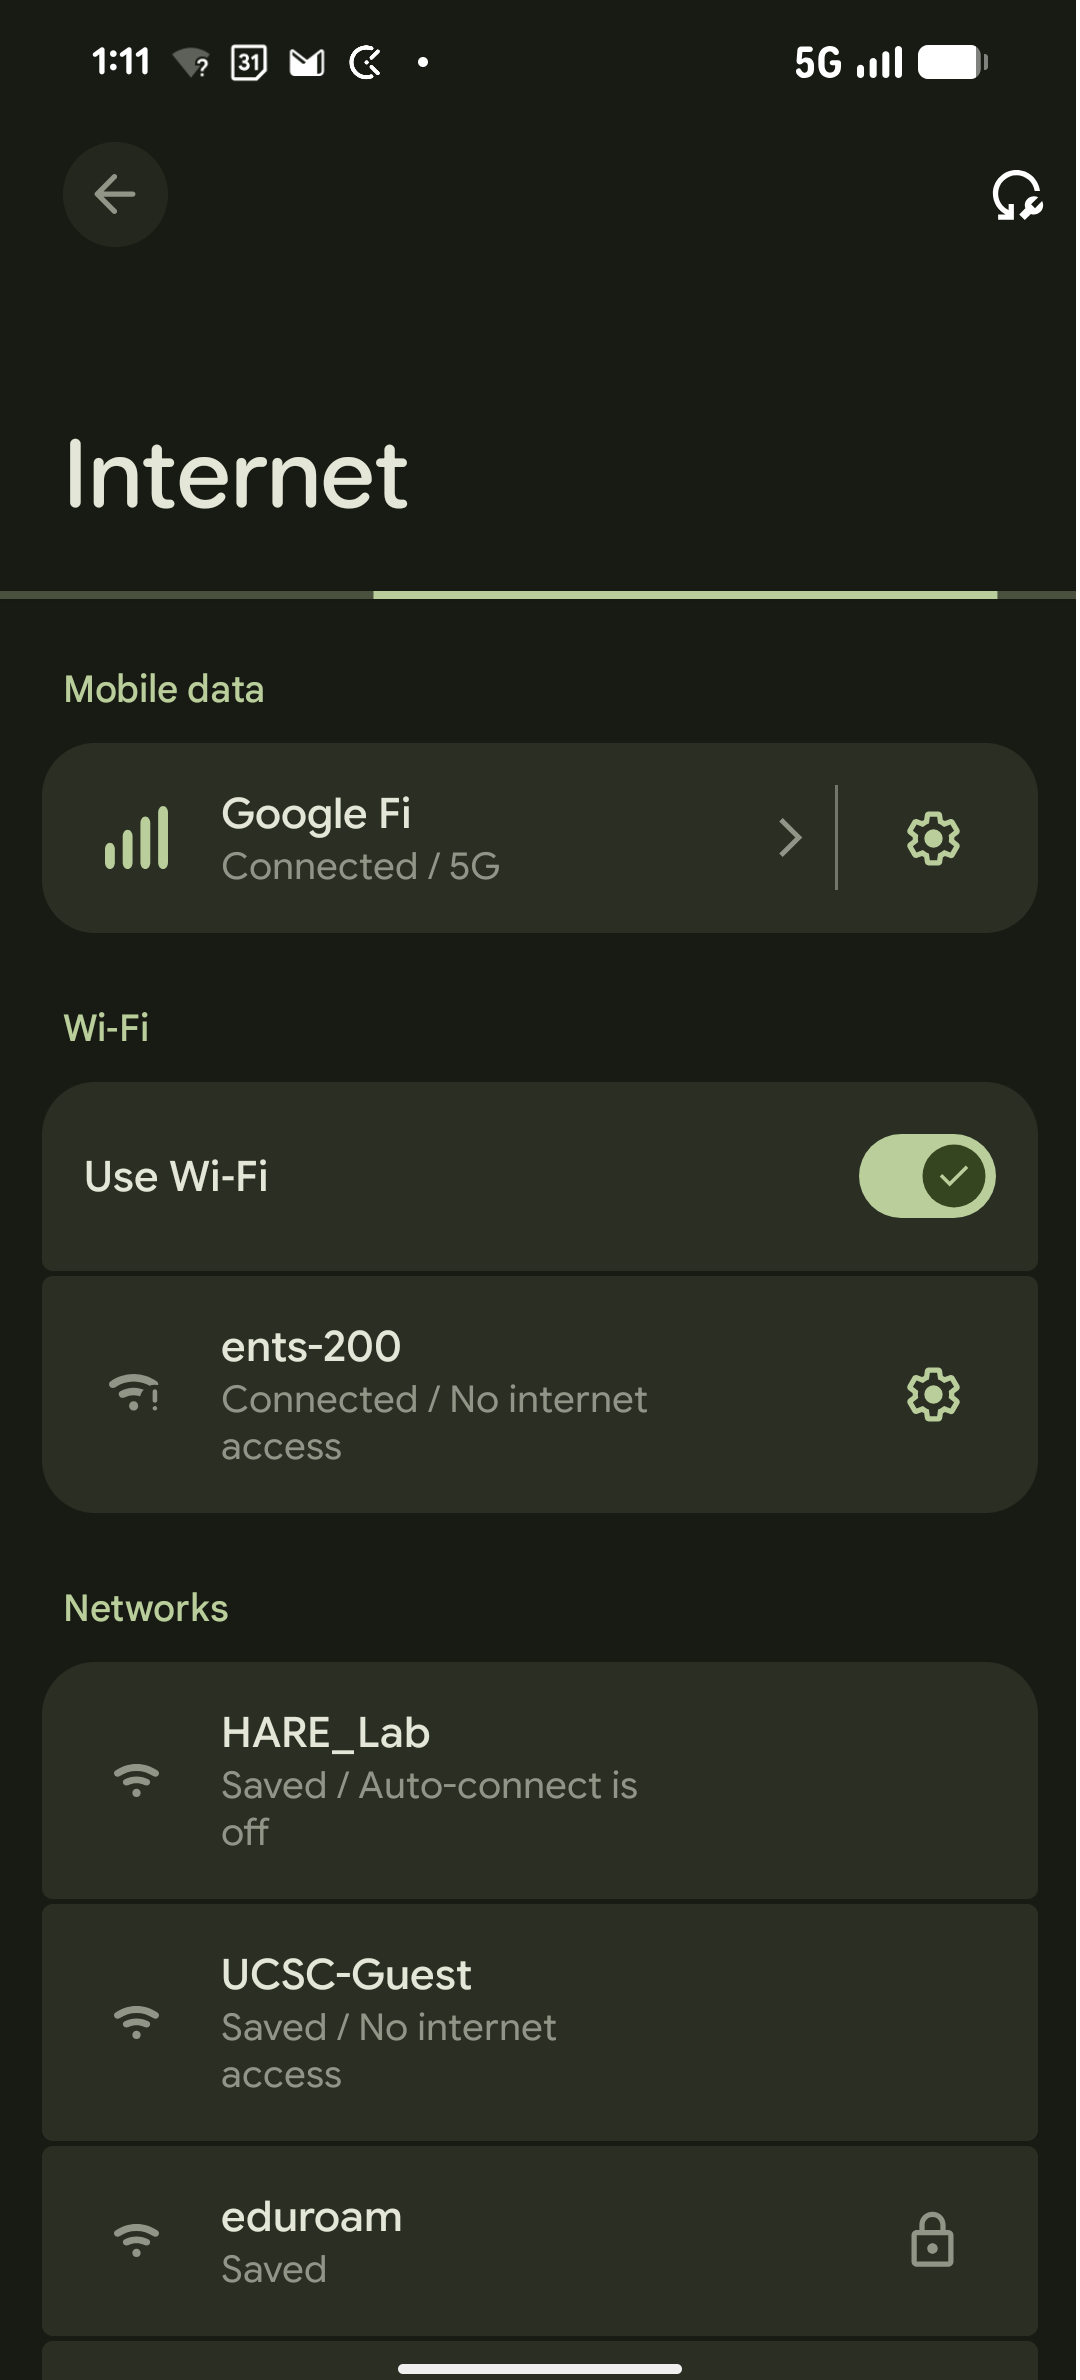 1:11
31
5G
Internet
Mobile data
Google Fi
Connected / 5G
Wi-Fi
Use Wi-Fi
ents-200
Connected / No internet
access
Networks
HARE_Lab
Saved / Auto-connect is
off
UCSC-Guest
Saved / No internet
access
eduroam
Saved